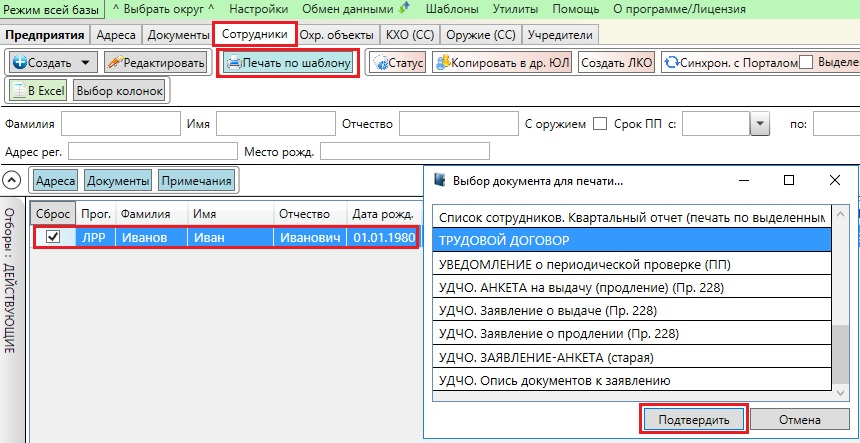 Режим всей базы ^ Выбрать округ ^ Настройки Обмен данными Шаблоны Утилиты Помощь О программе/Лицензия
Предприятия Адреса Документы Сотрудники Охр. объекты КХО (СС) Оружие (СС) Учредители
Создать Редактировать Печать по шаблону Статус Копировать в др. ЮЛ Создать ЛКО Синхрон. с Порталом Выделе
В Excel Выбор колонок
Фамилия Имя Отчество С оружием Срок ПП с: по:
Адрес рег. Место рожд.
Адреса Документы Примечания
Отборы: ДЕЙСТВУЮЩИЕ
Сброс Прог. Фамилия Имя Отчество Дата рожд.
ЛРР Иванов Иван Иванович 01.01.1980
Выбор документа для печати...
Список сотрудников. Квартальный отчет (печать по выделенным
ТРУДОВОЙ ДОГОВОР
УВЕДОМЛЕНИЕ о периодической проверке (ПП)
УДЧО. АНКЕТА на выдачу (продление) (Пр. 228)
УДЧО. Заявление о выдаче (Пр. 228)
УДЧО. Заявление о продлении (Пр. 228)
УДЧО. ЗАЯВЛЕНИЕ-АНКЕТА (старая)
УДЧО. Опись документов к заявлению
Подтвердить Отмена